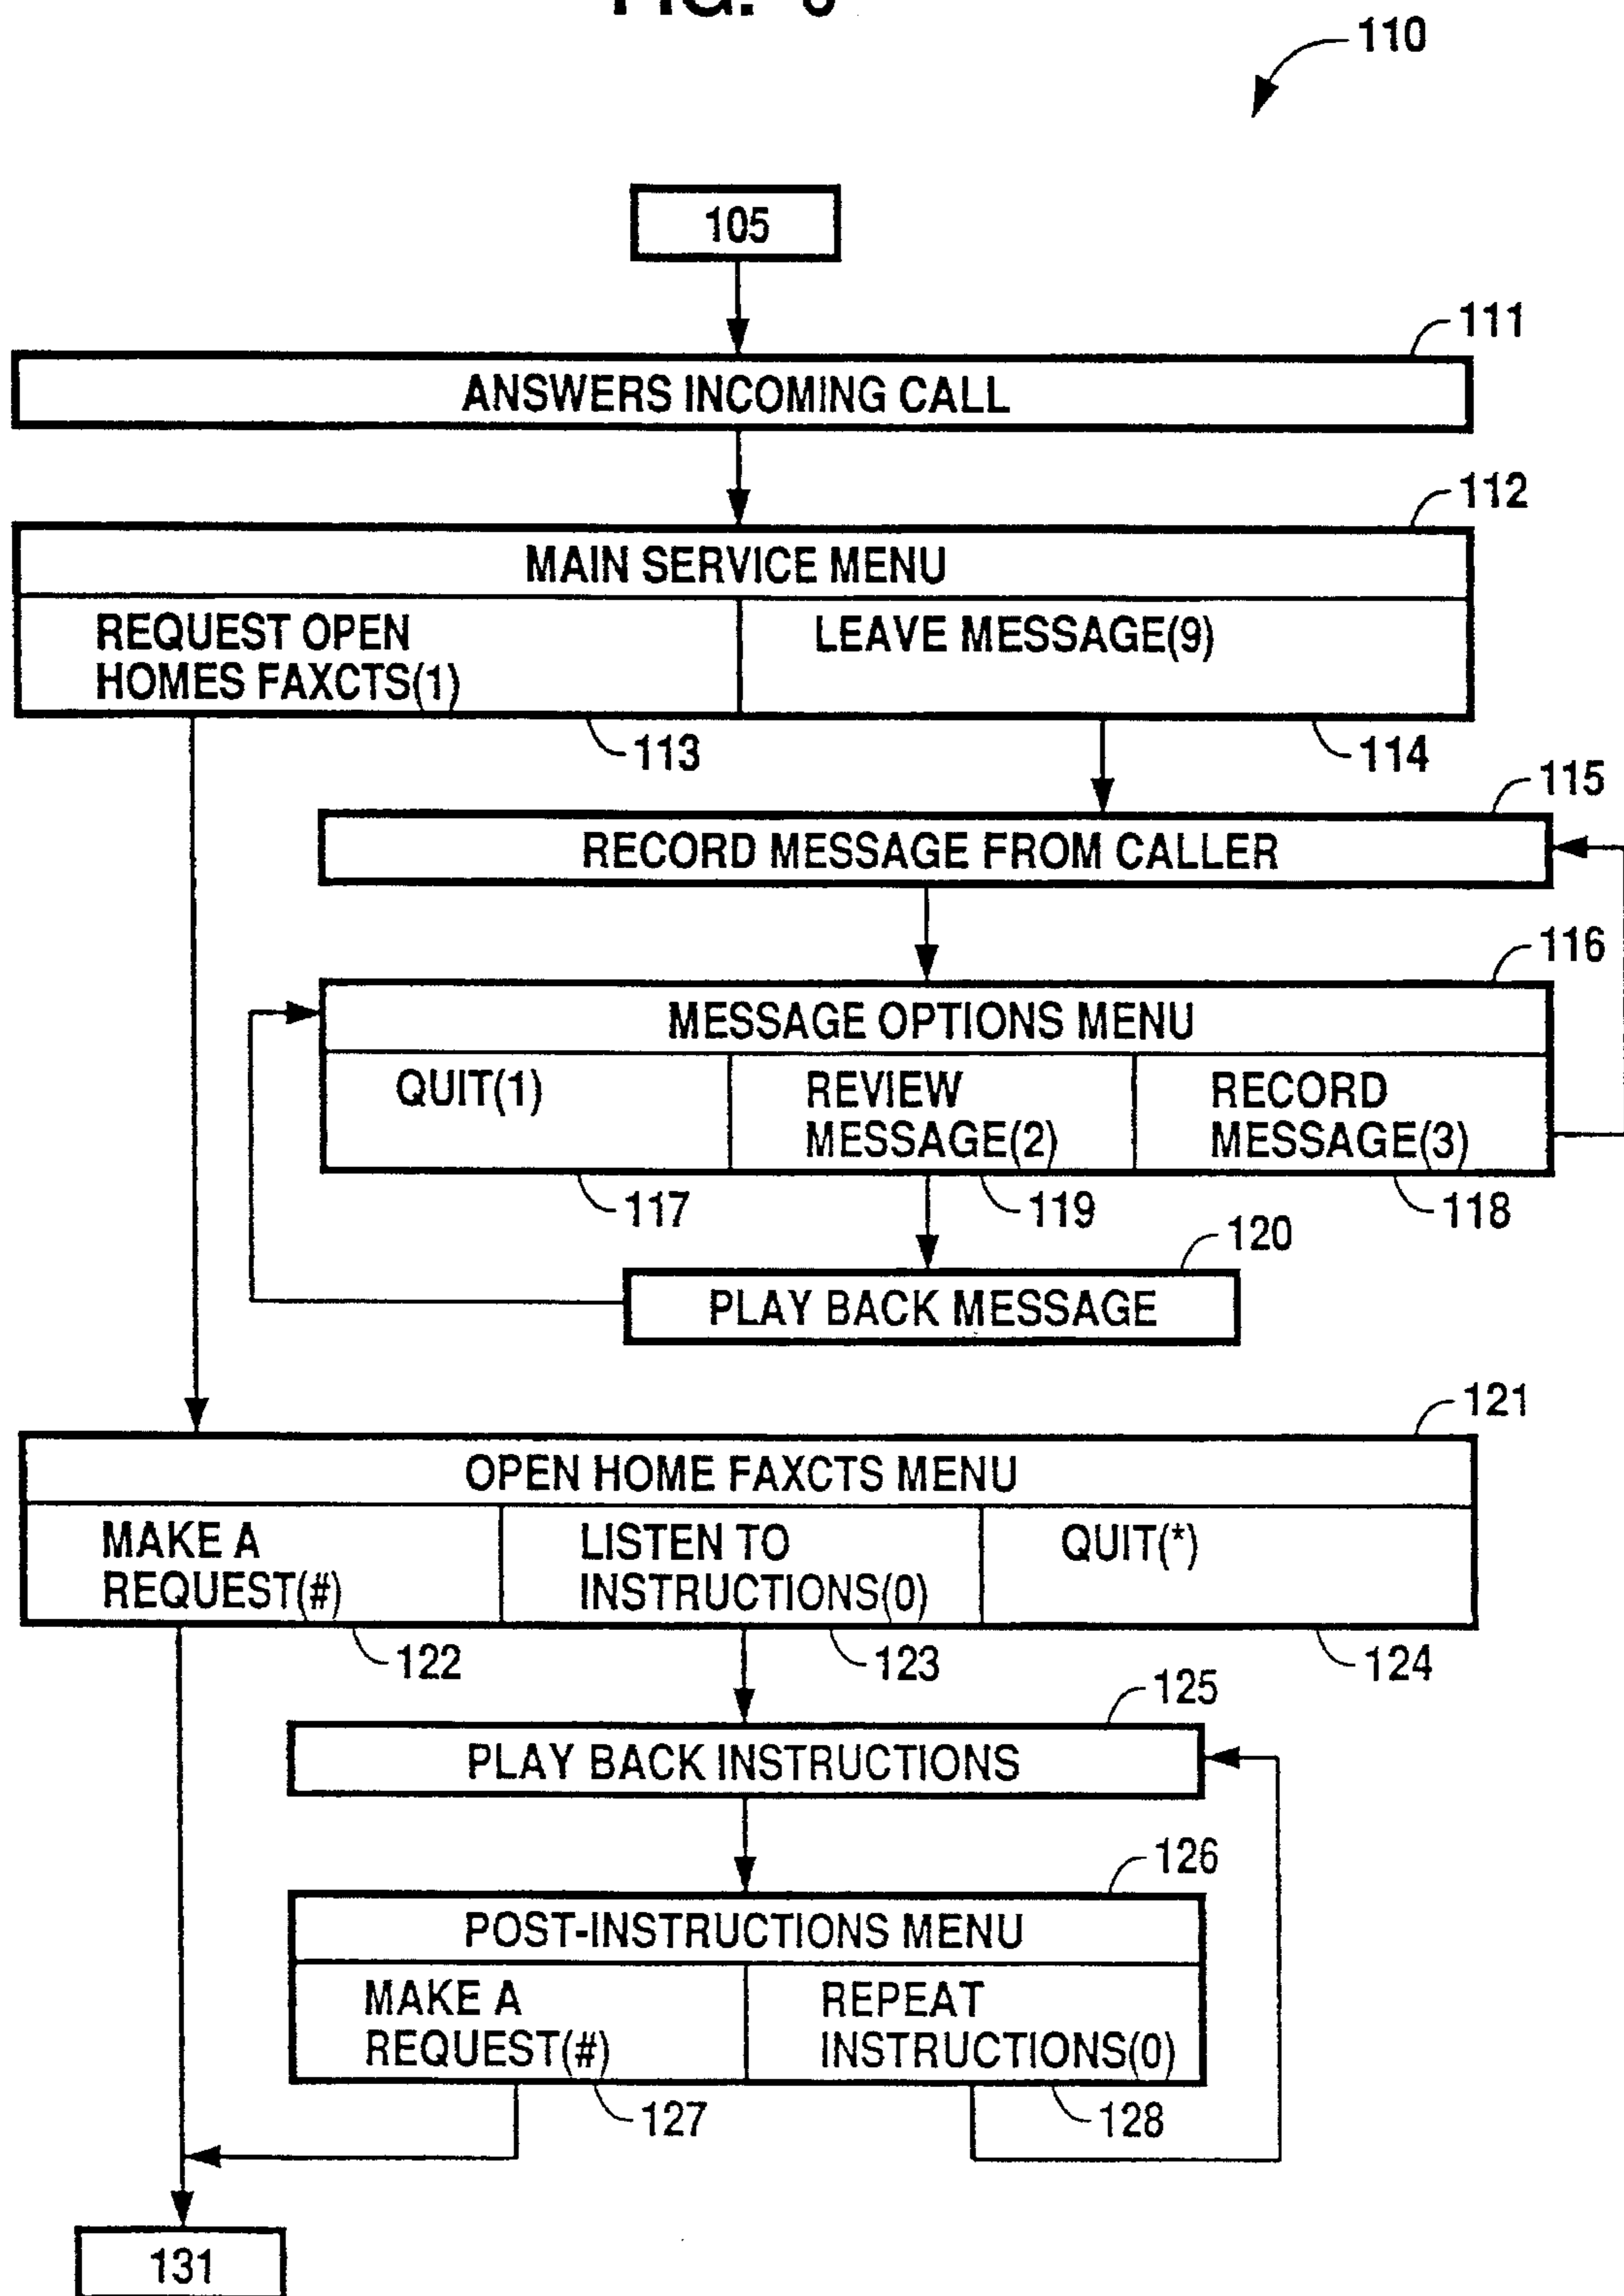 110
105
111
ANSWERS INCOMING CALL
112
MAIN SERVICE MENU
REQUEST OPEN
HOMES FAXCTS(1)
LEAVE MESSAGE(9)
113
114
115
RECORD MESSAGE FROM CALLER
116
MESSAGE OPTIONS MENU
QUIT(1)
REVIEW
MESSAGE(2)
RECORD
MESSAGE(3)
117
119
118
120
PLAY BACK MESSAGE
121
OPEN HOME FAXCTS MENU
MAKE A
REQUEST(#)
LISTEN TO
INSTRUCTIONS(0)
QUIT(*)
122
123
124
125
PLAY BACK INSTRUCTIONS
126
POST-INSTRUCTIONS MENU
MAKE A
REQUEST(#)
REPEAT
INSTRUCTIONS(0)
127
128
131